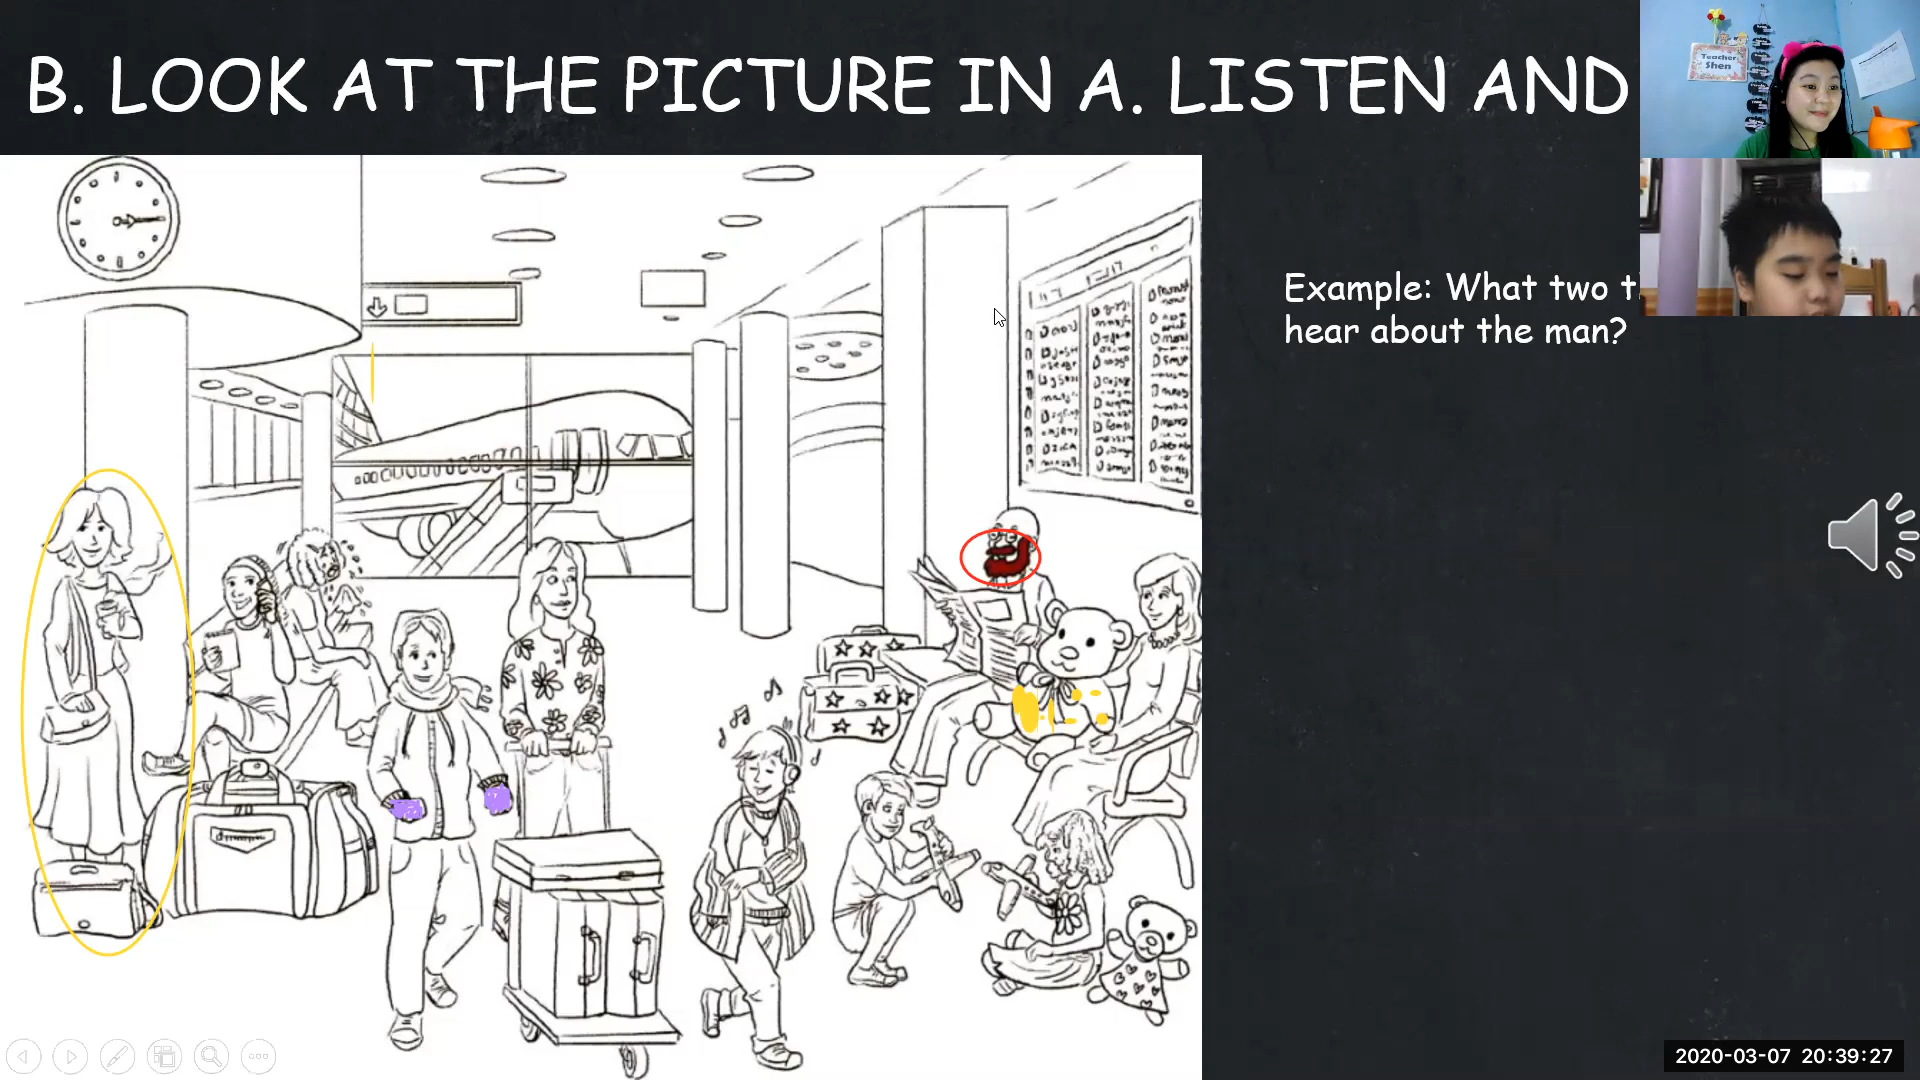 B. LOOK AT THE PICTURE IN A. LISTEN AND
Teacher
Shen
Example: What two
hear about the man?
2020-03-07 20:39:27